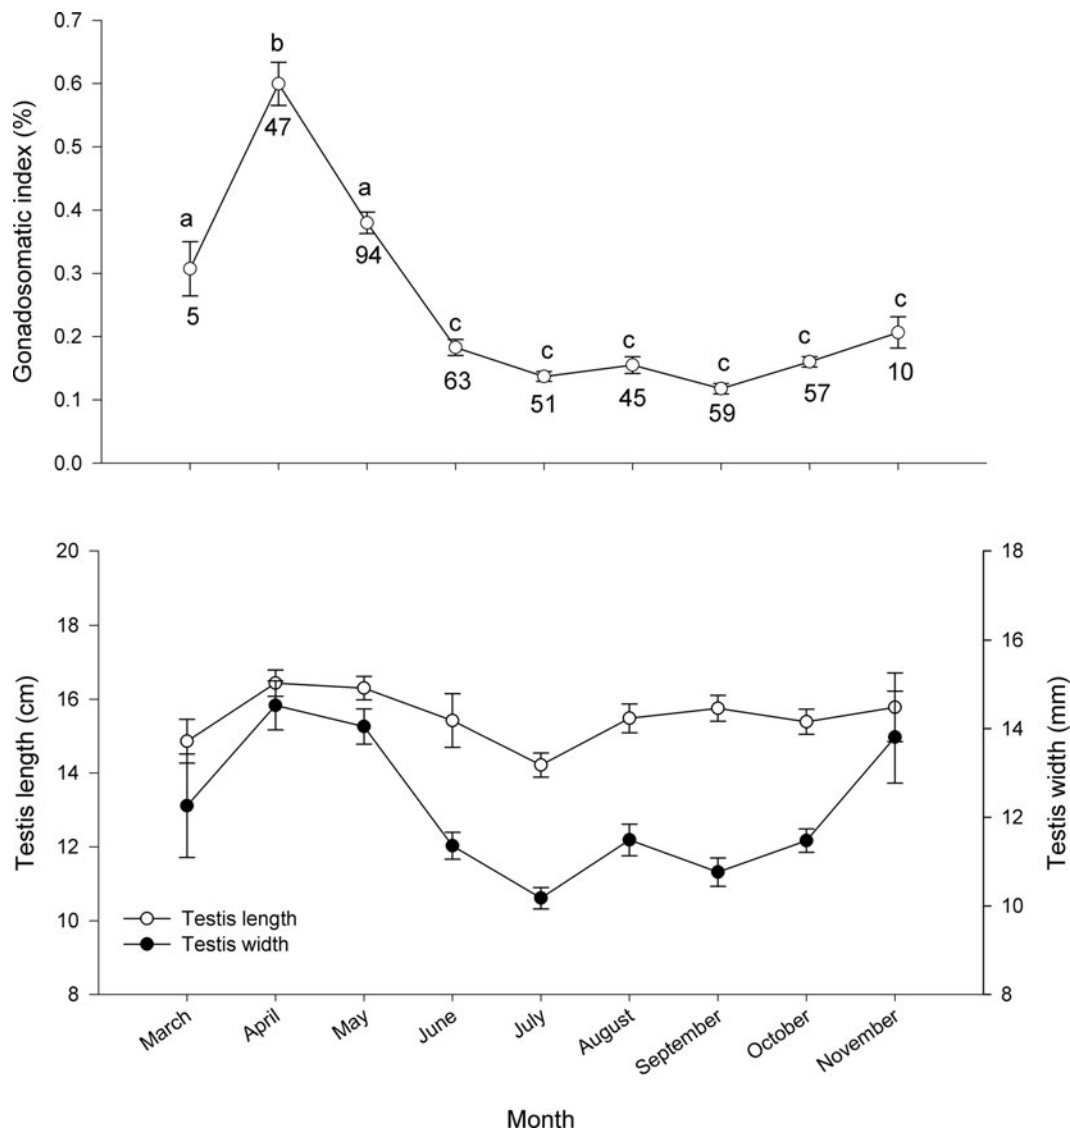 0.7
0.6
0.5
0.4
0.3
0.2
0.1
0.0
Gonadosomatic index (%)
a
b
a
c
c
c
c
c
c
5
47
94
63
51
45
59
57
10
20
18
16
14
12
10
8
Testis length (cm)
18
16
14
12
10
8
Testis width (mm)
Testis length
Testis width
March
April
May
June
July
August
September
October
November
Month